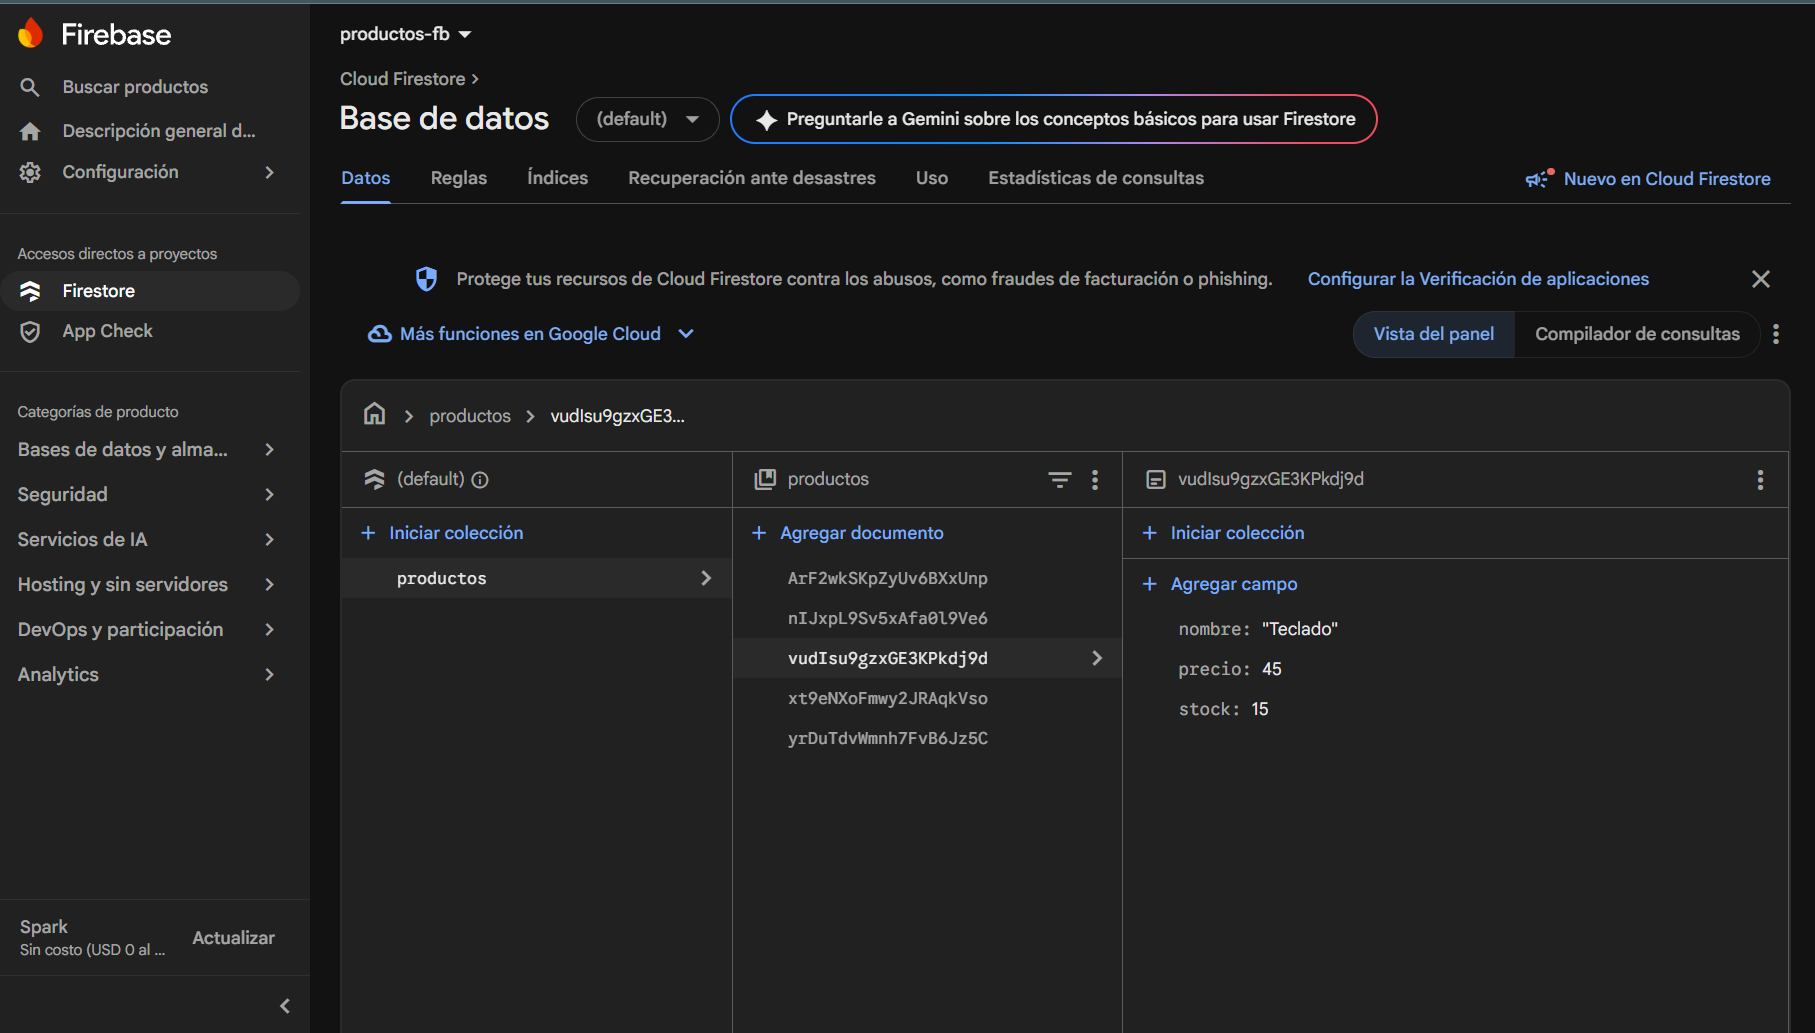 Firebase
Buscar productos
Descripción general d...
Configuración
Accesos directos a proyectos
Firestore
App Check
Categorías de producto
Bases de datos y alma...
Seguridad
Servicios de IA
Hosting y sin servidores
DevOps y participación
Analytics
Spark
Sin costo (USD 0 al ...
Actualizar
productos-fb
Cloud Firestore
Base de datos
(default)
Preguntarle a Gemini sobre los conceptos básicos para usar Firestore
Datos
Reglas
Índices
Recuperación ante desastres
Uso
Estadísticas de consultas
Nuevo en Cloud Firestore
Protege tus recursos de Cloud Firestore contra los abusos, como fraudes de facturación o phishing.
Configurar la Verificación de aplicaciones
Más funciones en Google Cloud
Vista del panel
Compilador de consultas
productos
vudIsu9gzxGE3...
(default)
Iniciar colección
productos
productos
Agregar documento
ArF2wkSKpZyUv6BXxUnp
nIJxpL9Sv5xAfa0l9Ve6
vudIsu9gzxGE3KPkdj9d
xt9eNXoFmwy2JRAqkVso
yrDuTdvWmnh7FvB6Jz5C
vudIsu9gzxGE3KPkdj9d
Iniciar colección
Agregar campo
nombre: "Teclado"
precio: 45
stock: 15